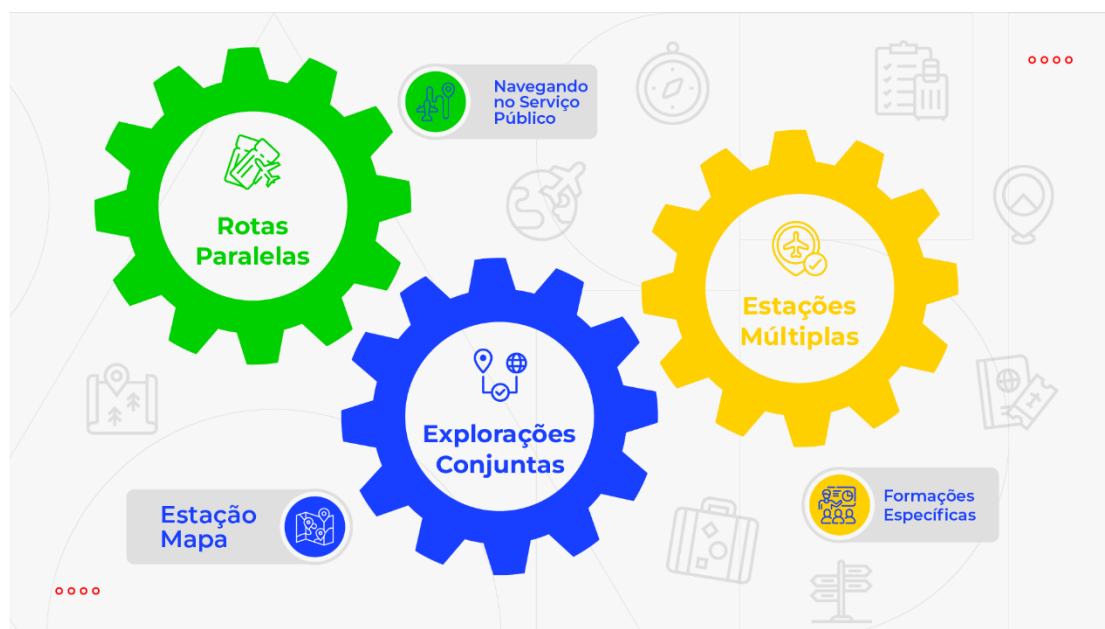 Navegando
no Serviço
Público
Rotas
Paralelas
Estações
Múltiplas
Explorações
Conjuntas
Estação
Mapa
Formações
Específicas